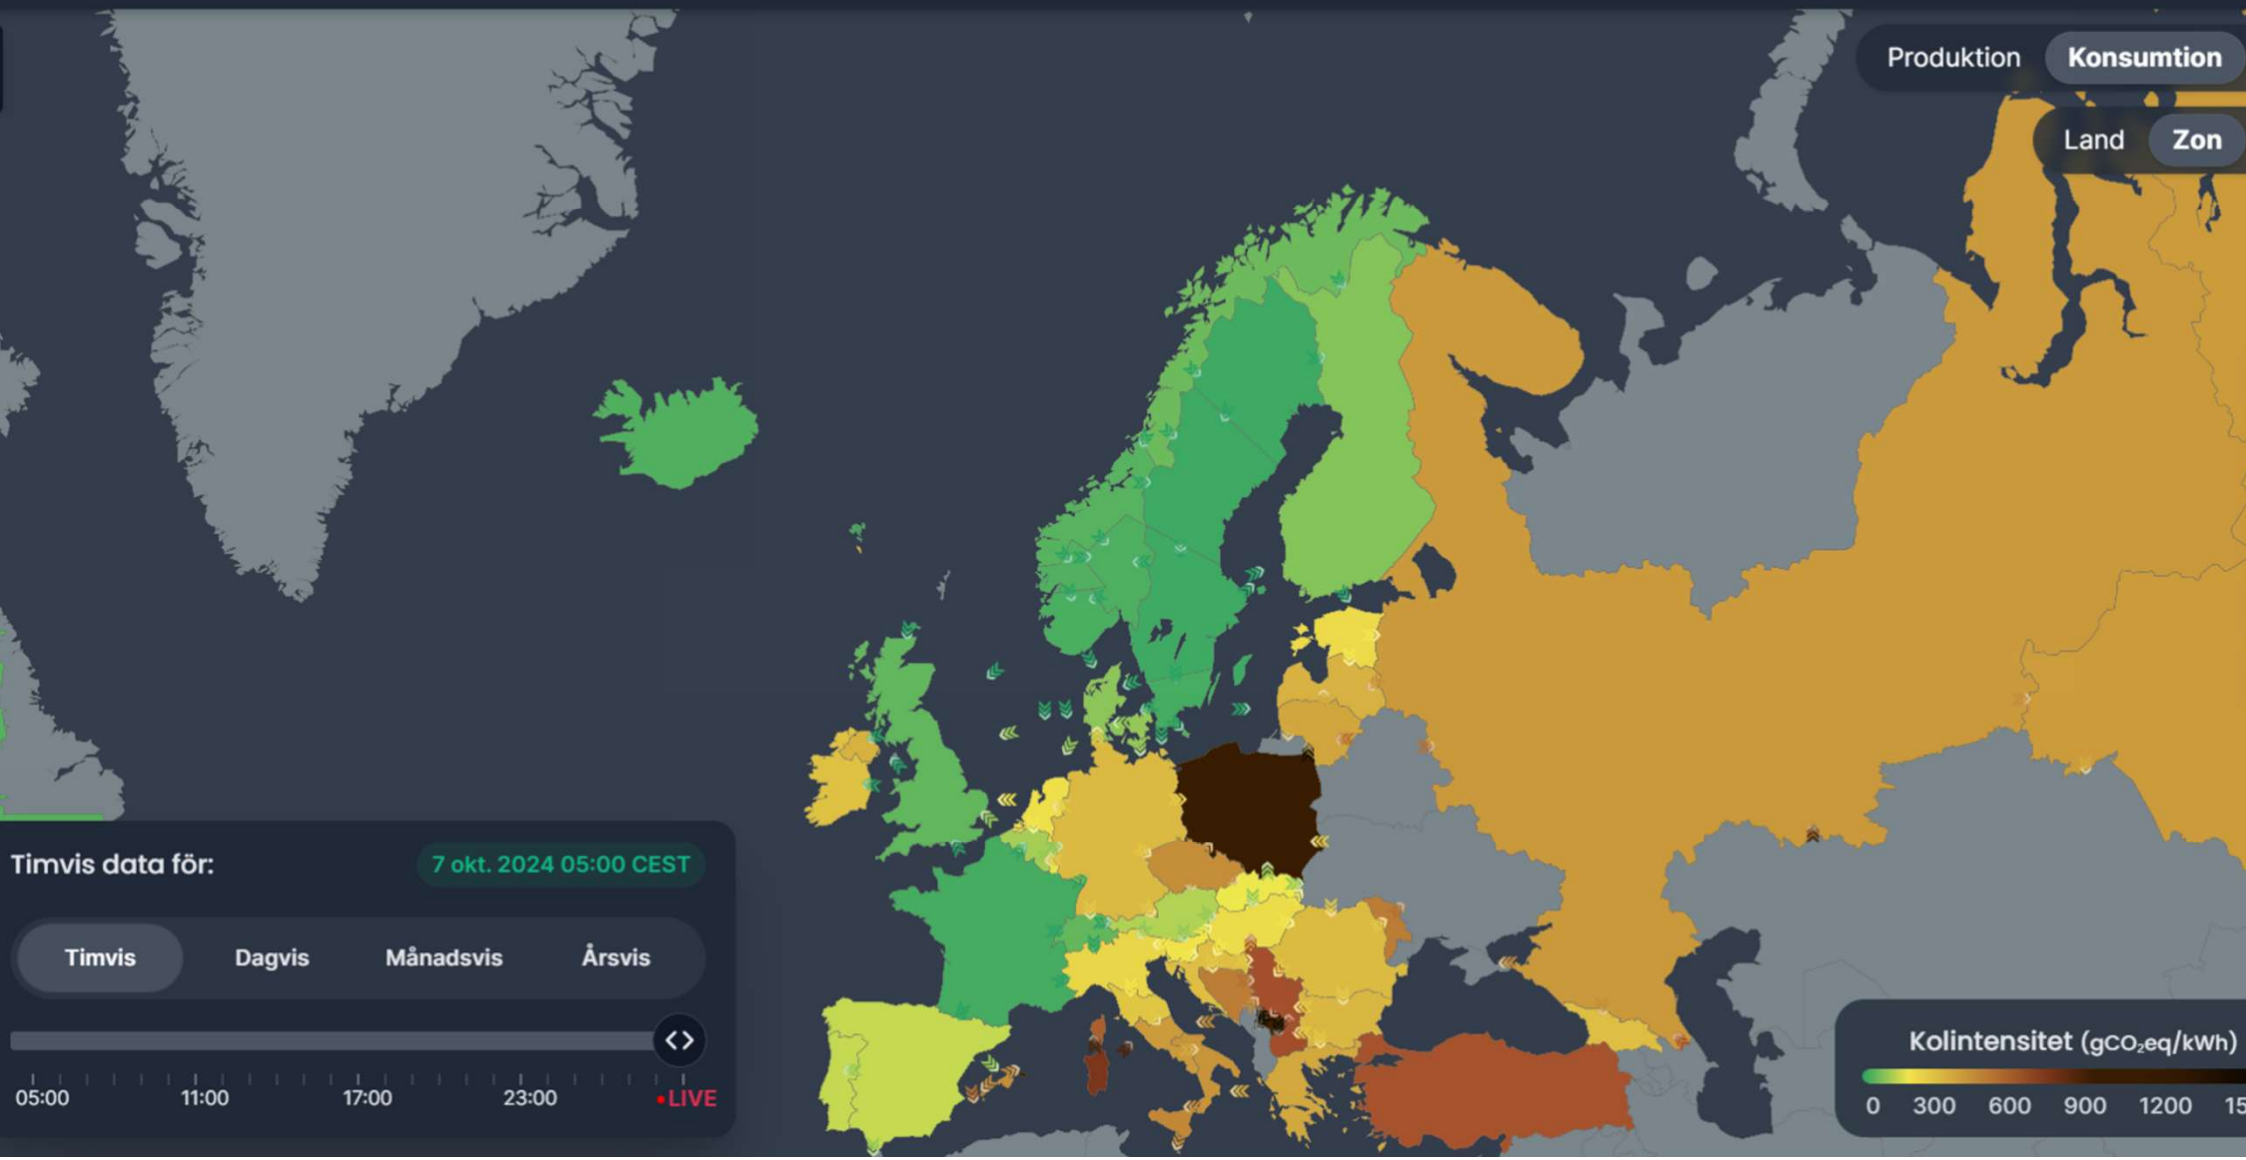 Produktion Konsumtion
Land Zon
Timvis data för: 7 okt. 2024 05:00 CEST
Timvis Dagvis Månadsvis Årsvis
05:00 11:00 17:00 23:00 LIVE
Kolintensitet (gCO₂eq/kWh)
0 300 600 900 1200 15